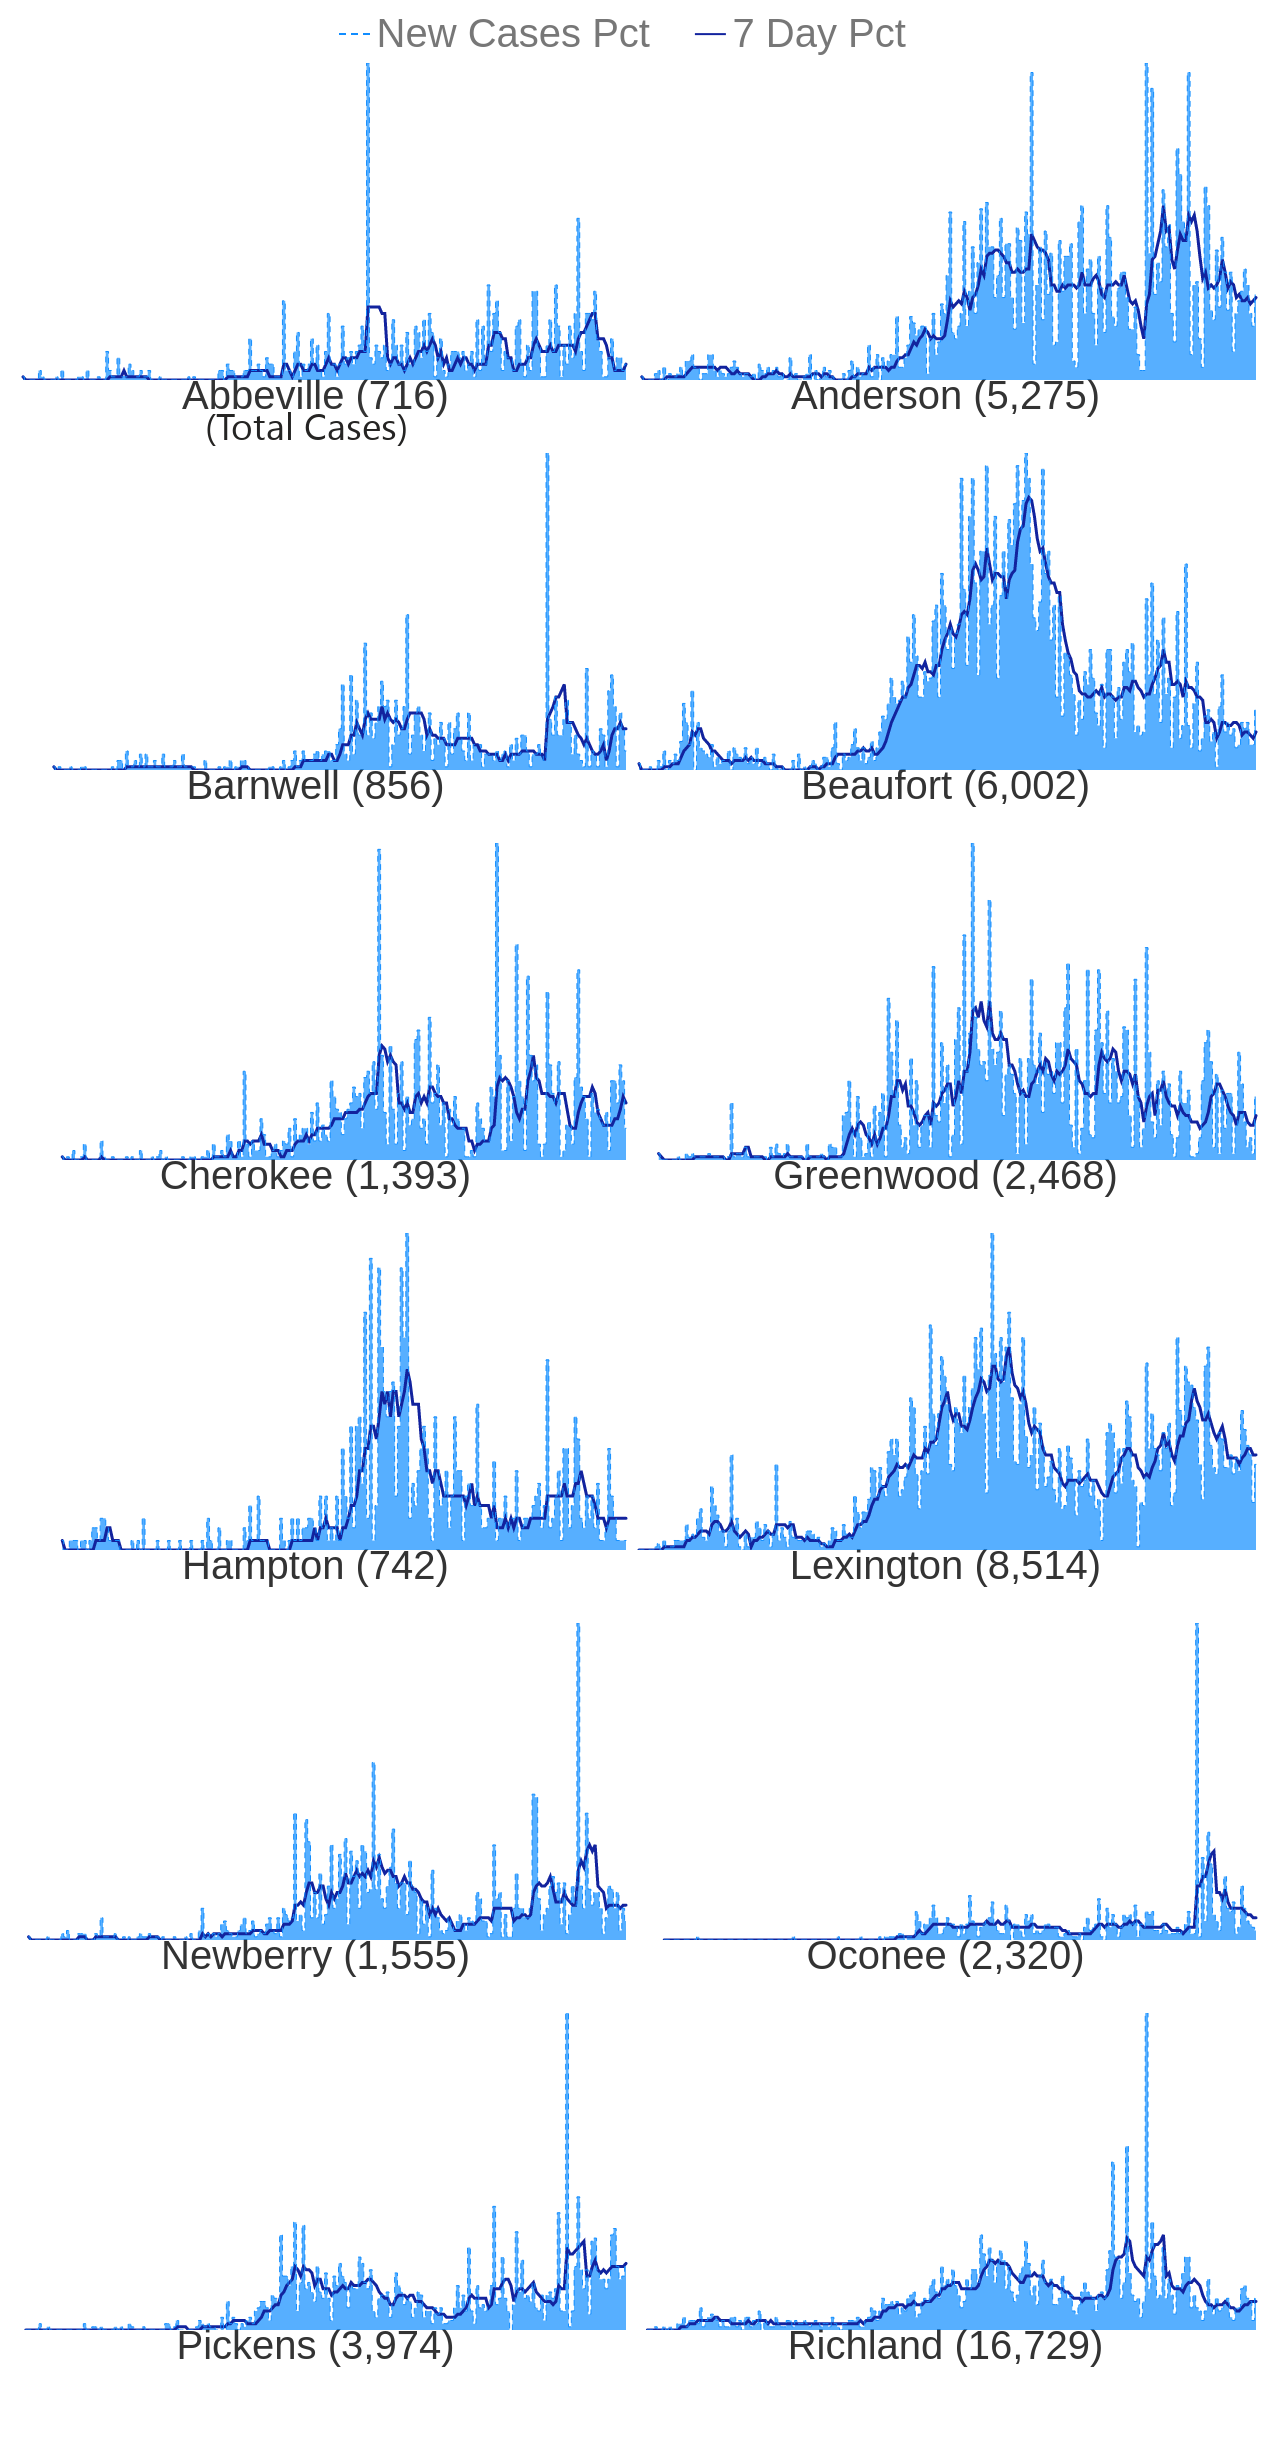 New Cases Pct 7 Day Pct
Abbeville (716) Anderson (5,275)
(Total Cases)
Barnwell (856) Beaufort (6,002)
Cherokee (1,393) Greenwood (2,468)
Hampton (742) Lexington (8,514)
Newberry (1,555) Oconee (2,320)
Pickens (3,974) Richland (16,729)